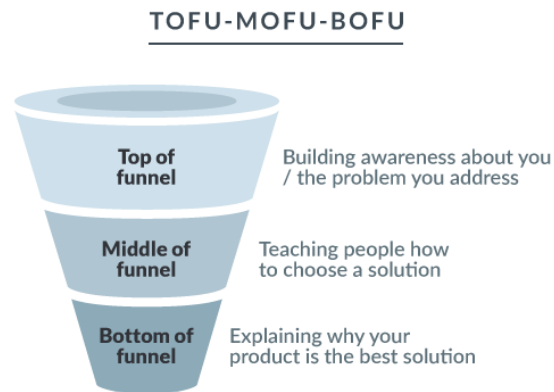 TOFU-MOFU-BOFU
Top of
funnel
Building awareness about you
/ the problem you address
Middle of
funnel
Teaching people how
to choose a solution
Bottom of
funnel
Explaining why your
product is the best solution